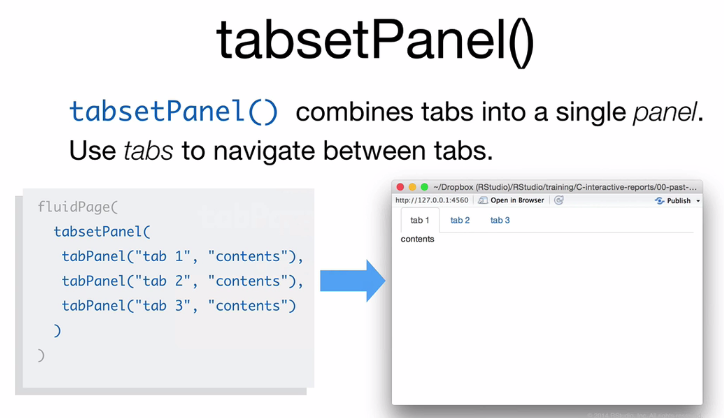 tabsetPanel()
tabsetPanel() combines tabs into a single panel.
Use tabs to navigate between tabs.
fluidPage(
tabsetPanel(
tabPanel("tab 1", "contents"),
tabPanel("tab 2", "contents"),
tabPanel("tab 3", "contents")
)
)
~/Dropbox (RStudio)/RStudio/training/C-interactive-reports/00-past-...
http://127.0.0.1:4560 Open in Browser Publish
tab 1 tab 2 tab 3
contents